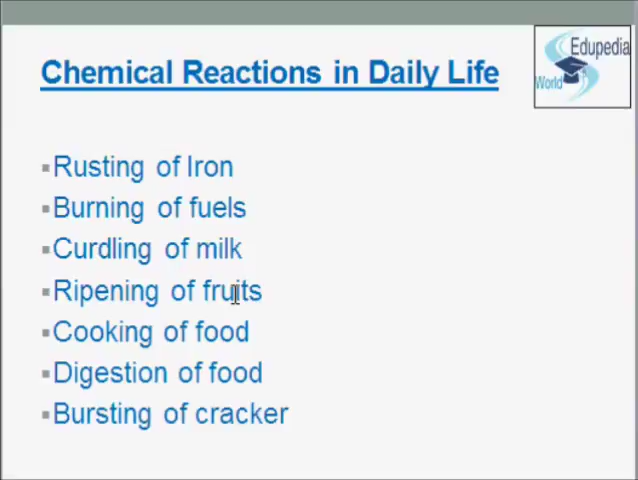 Chemical Reactions in Daily Life
Edupedia
World
Rusting of Iron
Burning of fuels
Curdling of milk
Ripening of fruits
Cooking of food
Digestion of food
Bursting of cracker